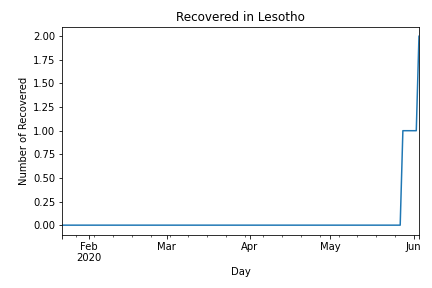 Recovered in Lesotho
2.00
1.75
1.50
1.25
1.00
0.75
0.50
0.25
0.00
Number of Recovered
Feb
2020
Mar
Apr
May
Jun
Day